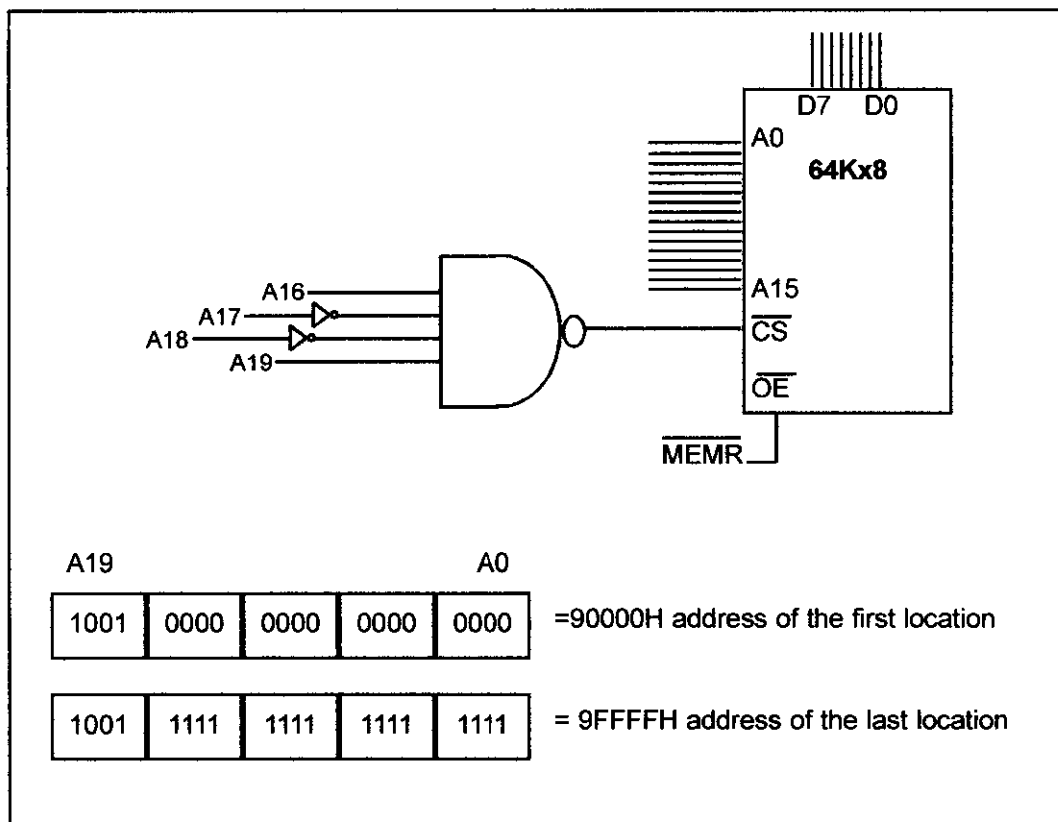 D7 D0
A0
64Kx8
A16
A17
A18
A19
A15
CS
OE
MEMR
A19 A0
1001 0000 0000 0000 0000 =90000H address of the first location
1001 1111 1111 1111 1111 = 9FFFFH address of the last location